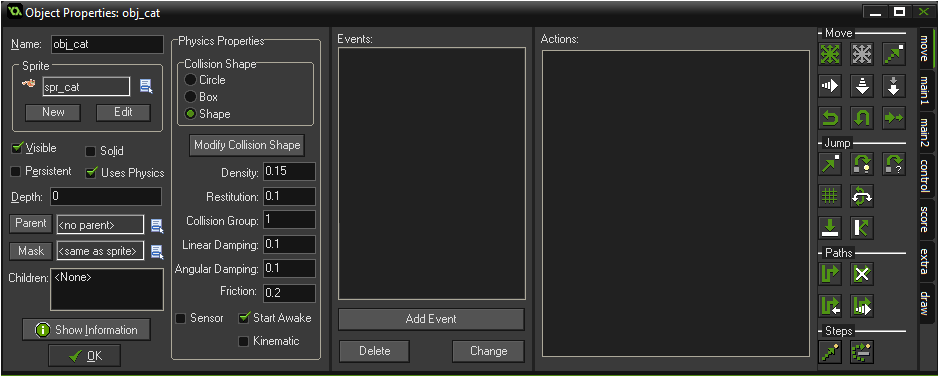 Object Properties: obj_cat
Name: obj_cat
Sprite
spr_cat
New Edit
Visible Solid
Persistent Uses Physics
Depth: 0
Parent <no parent>
Mask <same as sprite>
Children: <None>
Show Information
OK
Physics Properties
Collision Shape
Circle
Box
Shape
Modify Collision Shape
Density: 0.15
Restitution: 0.1
Collision Group: 1
Linear Damping: 0.1
Angular Damping: 0.1
Friction: 0.2
Sensor Start Awake
Kinematic
Events:
Add Event
Delete Change
Actions:
Move
Jump
Paths
Steps
move
main1
main2
control
score
extra
draw